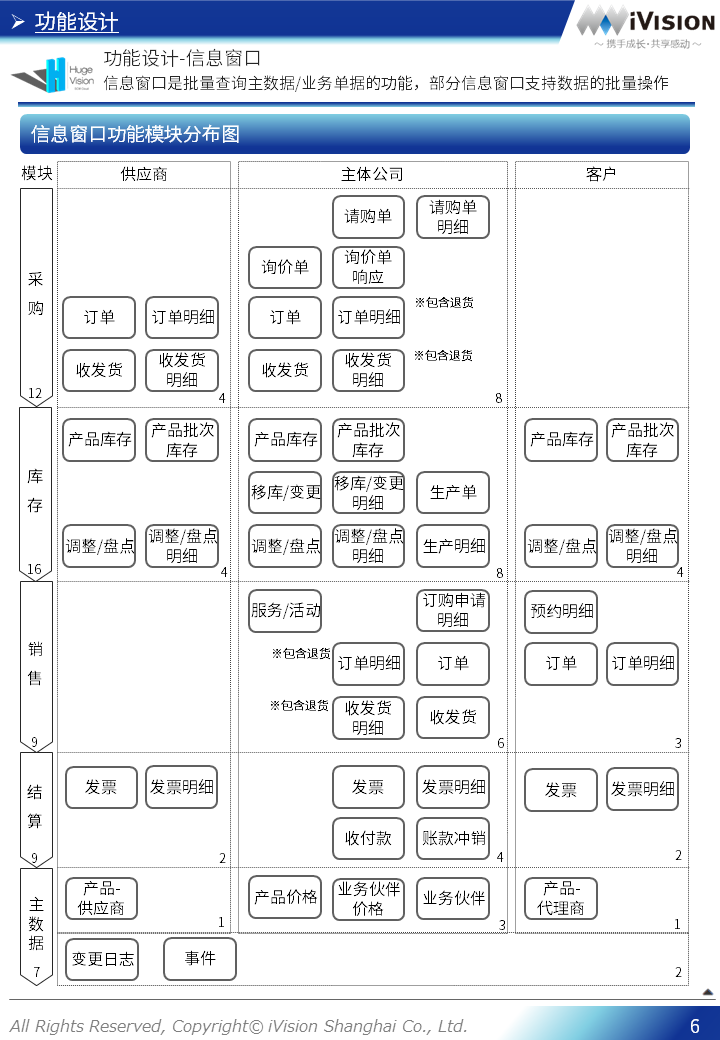 ➢ 功能设计
iVISION
～ 携手成长·共享感动 ～
Huge
Vision
功能设计-信息窗口
信息窗口是批量查询主数据/业务单据的功能，部分信息窗口支持数据的批量操作
信息窗口功能模块分布图
模块
供应商
主体公司
客户
采购
12
请购单
请购单
明细
询价单
询价单
响应
订单
订单明细
订单
订单明细
※包含退货
收发货
收发货
明细
收发货
收发货
明细
※包含退货
4
8
库存
16
产品库存
产品批次
库存
产品库存
产品批次
库存
产品库存
产品批次
库存
移库/变更
移库/变更
明细
生产单
调整/盘点
调整/盘点
明细
调整/盘点
调整/盘点
明细
生产明细
调整/盘点
调整/盘点
明细
4
8
4
销售
9
服务/活动
订购申请
明细
预约明细
※包含退货
订单明细
订单
订单
订单明细
※包含退货
收发货
明细
收发货
6
3
结算
9
发票
发票明细
发票
发票明细
发票
发票明细
收付款
账款冲销
2
4
2
主数据
7
产品-
供应商
产品价格
业务伙伴
价格
业务伙伴
产品-
代理商
1
3
1
变更日志
事件
2
All Rights Reserved, Copyright© iVision Shanghai Co., Ltd.
6